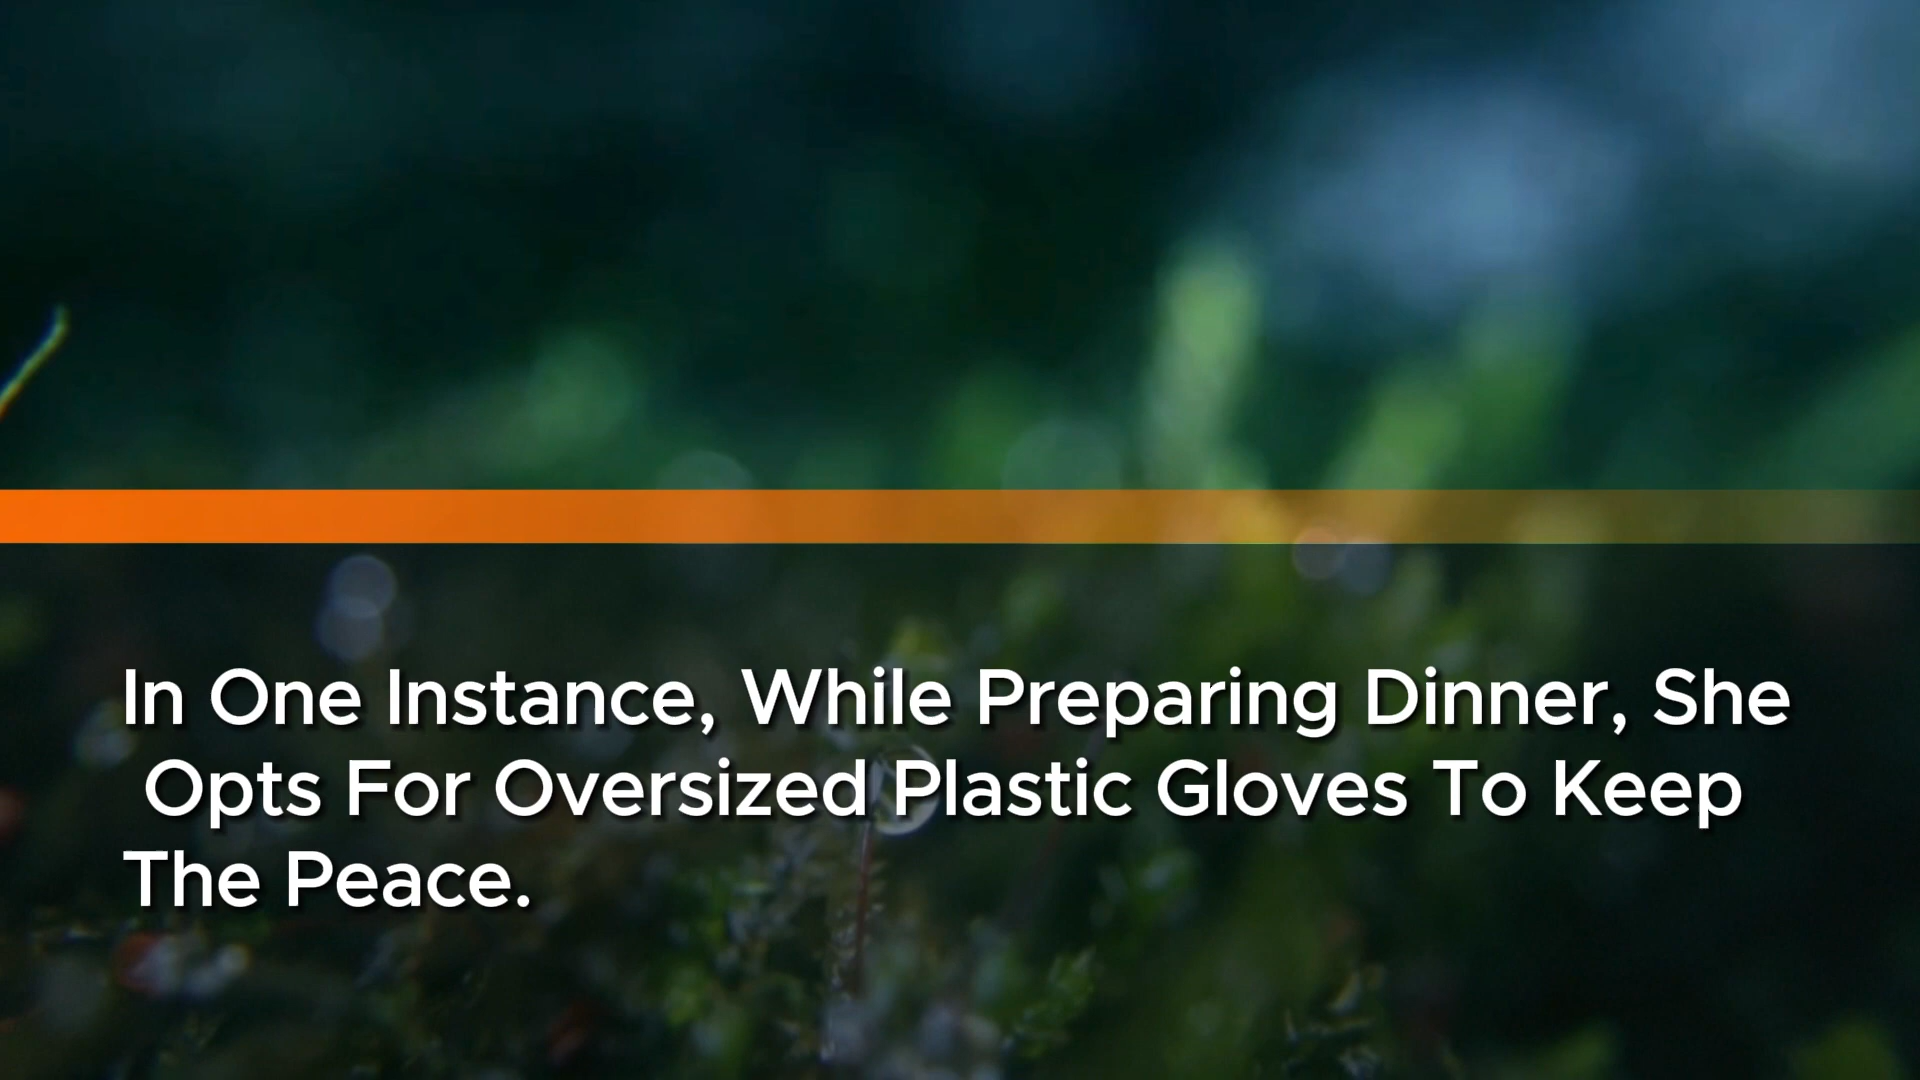 In One Instance, While Preparing Dinner, She
Opts For Oversized Plastic Gloves To Keep
The Peace.